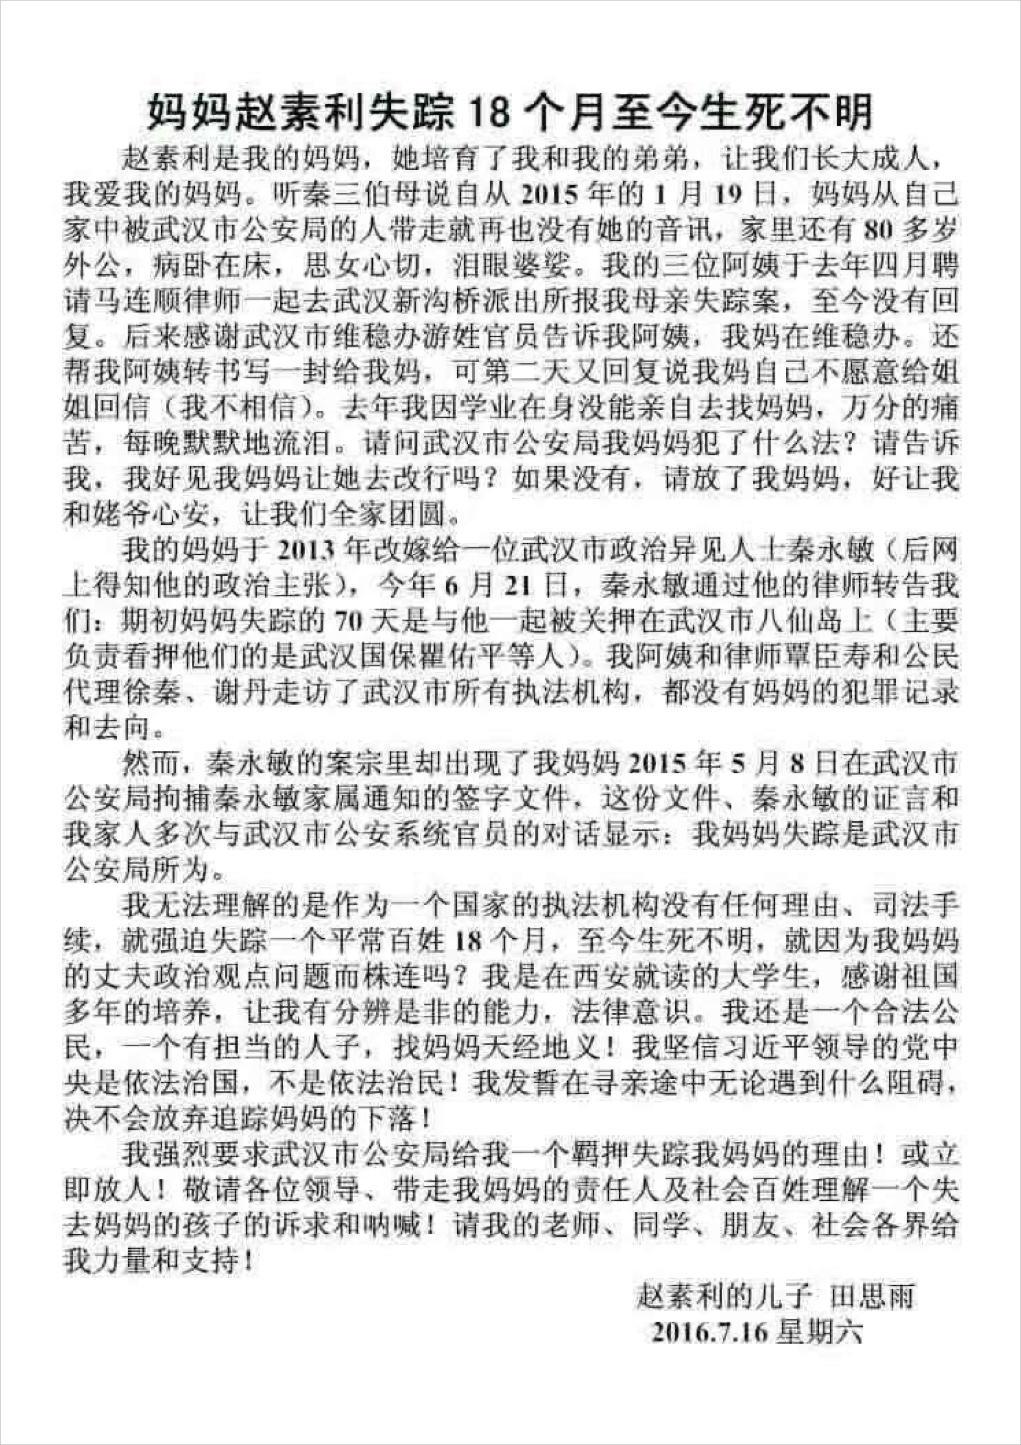 妈妈赵素利失踪 18 个月至今生死不明
赵素利是我的妈妈，她培育了我和我的弟弟，让我们长大成人，
我爱我的妈妈。听秦三伯母说自从 2015 年的 1 月 19 日，妈妈从自己
家中被武汉市公安局的人带走就再也没有她的音讯，家里还有 80 多岁
外公，病卧在床，思女心切，泪眼婆娑。我的三位阿姨于去年四月聘
请马连顺律师一起去武汉新沟桥派出所报我母亲失踪案，至今没有回
复。后来感谢武汉市维稳办游姓官员告诉我阿姨，我妈在维稳办。还
帮我阿姨转书写一封给我妈，可第二天又回复说我妈自己不愿意给姐
姐回信（我不相信）。去年我因学业在身没能亲自去找妈妈，万分的痛
苦，每晚默默地流泪。请问武汉市公安局我妈妈犯了什么法？请告诉
我，我好见我妈妈让她去改行吗？如果没有，请放了我妈妈，好让我
和姥爷心安，让我们全家团圆。
我的妈妈于 2013 年改嫁给一位武汉市政治异见人士秦永敏（后网
上得知他的政治主张），今年 6 月 21 日，秦永敏通过他的律师转告我
们：期初妈妈失踪的 70 天是与他一起被关押在武汉市八仙岛上（主要
负责看押他们的是武汉国保瞿佑平等人）。我阿姨和律师覃臣寿和公民
代理徐秦、谢丹走访了武汉市所有执法机构，都没有妈妈的犯罪记录
和去向。
然而，秦永敏的案宗里却出现了我妈妈 2015 年 5 月 8 日在武汉市
公安局拘捕秦永敏家属通知的签字文件，这份文件、秦永敏的证言和
我家人多次与武汉市公安系统官员的对话显示：我妈妈失踪是武汉市
公安局所为。
我无法理解的是作为一个国家的执法机构没有任何理由、司法手
续，就强迫失踪一个平常百姓 18 个月，至今生死不明，就因为我妈妈
的丈夫政治观点问题而株连吗？我是在西安就读的大学生，感谢祖国
多年的培养，让我有分辨是非的能力，法律意识。我还是一个合法公
民，一个有担当的人子，找妈妈天经地义！我坚信习近平领导的党中
央是依法治国，不是依法治民！我发誓在寻亲途中无论遇到什么阻碍，
决不会放弃追踪妈妈的下落！
我强烈要求武汉市公安局给我一个羁押失踪我妈妈的理由！或立
即放人！敬请各位领导、带走我妈妈的责任人及社会百姓理解一个失
去妈妈的孩子的诉求和呐喊！请我的老师、同学、朋友、社会各界给
我力量和支持！
赵素利的儿子 田思雨
2016.7.16 星期六